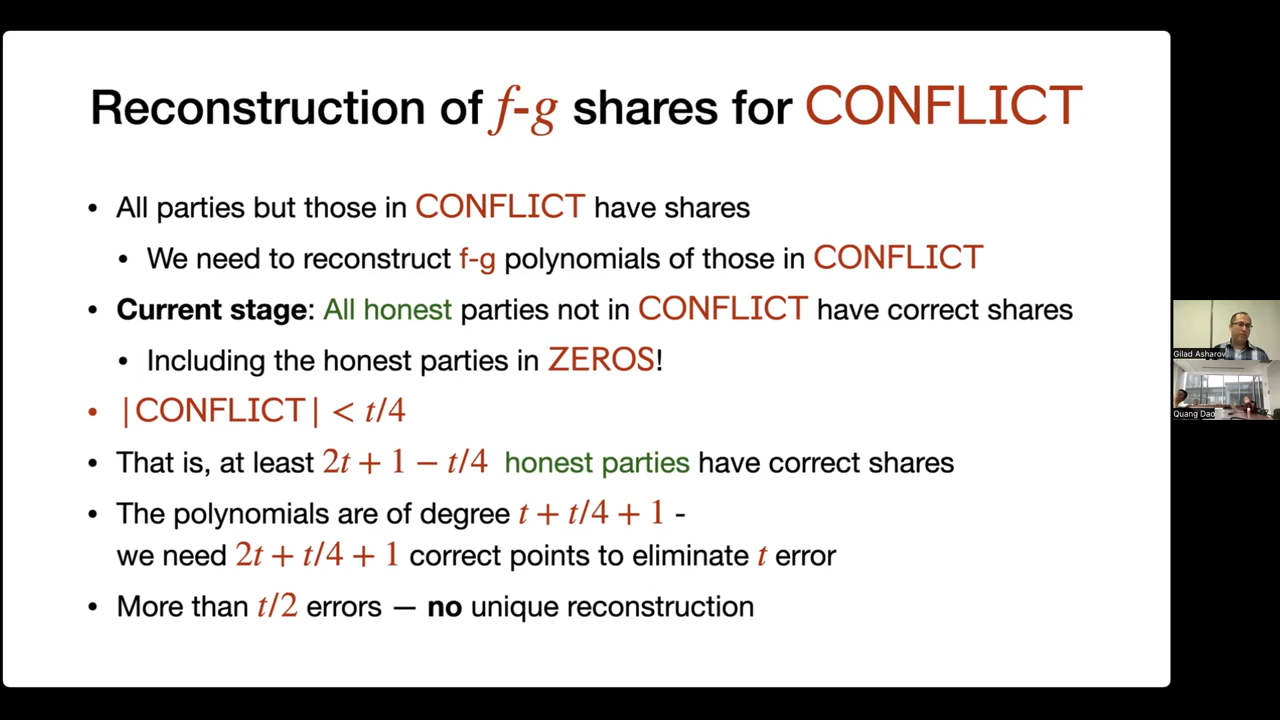 Reconstruction of f-g shares for CONFLICT
• All parties but those in CONFLICT have shares
• We need to reconstruct f-g polynomials of those in CONFLICT
• Current stage: All honest parties not in CONFLICT have correct shares
• Including the honest parties in ZEROS!
• |CONFLICT| < t/4
• That is, at least 2t + 1 − t/4 honest parties have correct shares
• The polynomials are of degree t + t/4 + 1 -
we need 2t + t/4 + 1 correct points to eliminate t error
• More than t/2 errors — no unique reconstruction
Gilad Asharov
Quang Dao